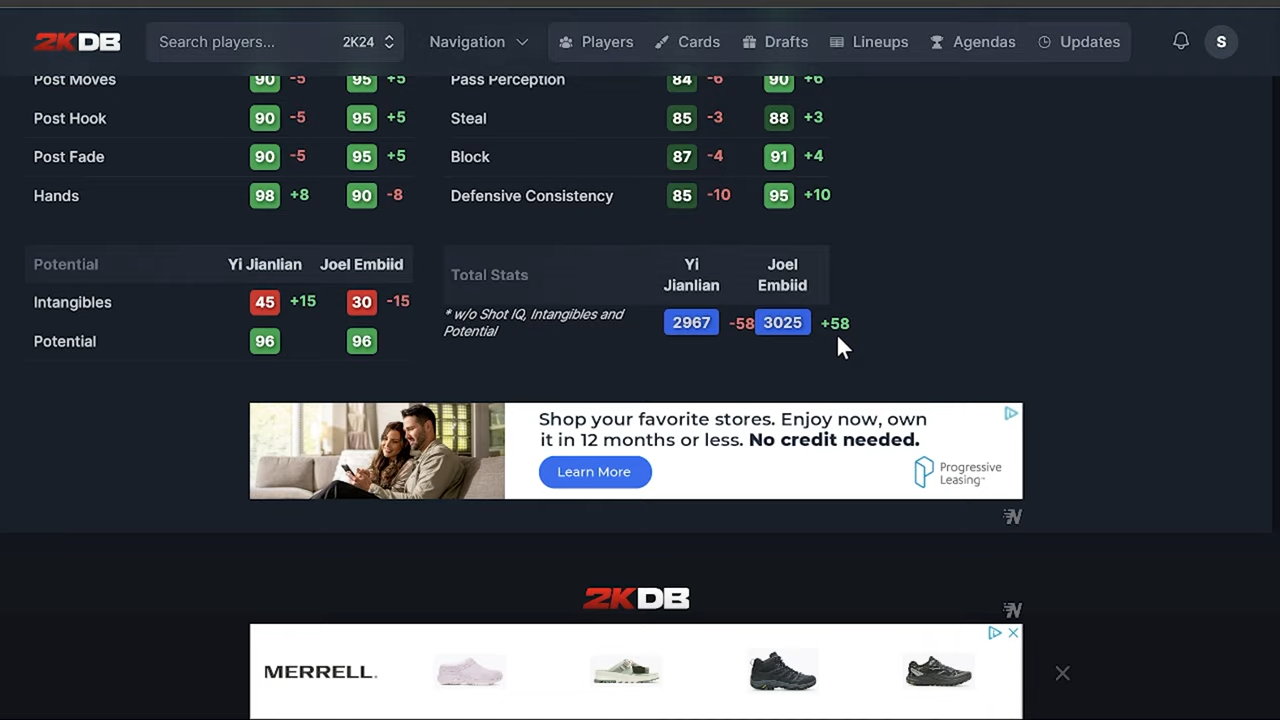 2KDB Search players... 2K24 Navigation Players Cards Drafts Lineups Agendas Updates S
Post Moves 90 -5 95 +5
Post Hook 90 -5 95 +5
Post Fade 90 -5 95 +5
Hands 98 +8 90 -8
Pass Perception 84 -6 90 +6
Steal 85 -3 88 +3
Block 87 -4 91 +4
Defensive Consistency 85 -10 95 +10
Potential Yi Jianlian Joel Embiid
Intangibles 45 +15 30 -15
Potential 96 96
Total Stats
Yi
Jianlian
Joel
Embiid
* w/o Shot IQ, Intangibles and
Potential
2967 -58 3025 +58
Shop your favorite stores. Enjoy now, own
it in 12 months or less. No credit needed.
Learn More
Progressive
Leasing
2KDB
MERRELL.